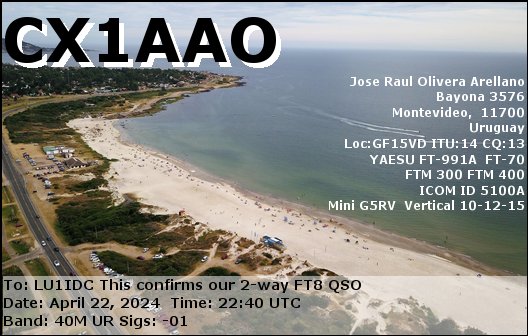 CX1AAO
Jose Raul Olivera Arellano
Bayona 3576
Montevideo,  11700
Uruguay
Loc:GF15VD ITU:14 CQ:13
YAESU FT-991A  FT-70
FTM 300 FTM 400
ICOM ID 5100A
Mini G5RV  Vertical 10-12-15
To: LU1IDC This confirms our 2-way FT8 QSO
Date: April 22, 2024  Time: 22:40 UTC
Band: 40M UR Sigs: -01